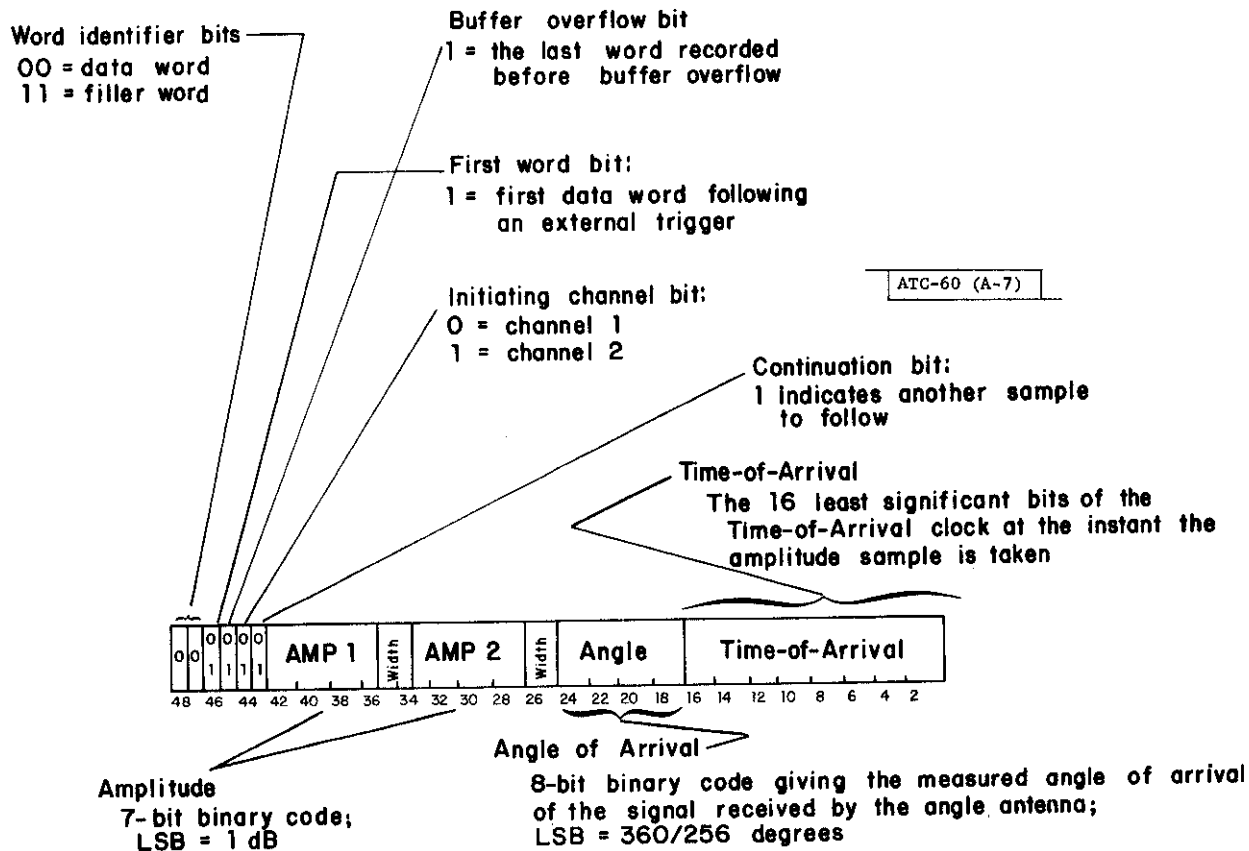 Word identifier bits
00 = data word
11 = filler word
Buffer overflow bit
1 = the last word recorded
before buffer overflow
First word bit:
1 = first data word following
an external trigger
ATC-60 (A-7)
Initiating channel bit:
0 = channel 1
1 = channel 2
Continuation bit:
1 indicates another sample
to follow
Time-of-Arrival
The 16 least significant bits of the
Time-of-Arrival clock at the instant the
amplitude sample is taken
0 0 0 0 0 0
1 1 1 1
AMP 1
Width
AMP 2
Width
Angle
Time-of-Arrival
48 46 44 42 40 38 36 34 32 30 28 26 24 22 20 18 16 14 12 10 8 6 4 2
Amplitude
7-bit binary code;
LSB = 1 dB
Angle of Arrival
8-bit binary code giving the measured angle of arrival
of the signal received by the angle antenna;
LSB = 360/256 degrees